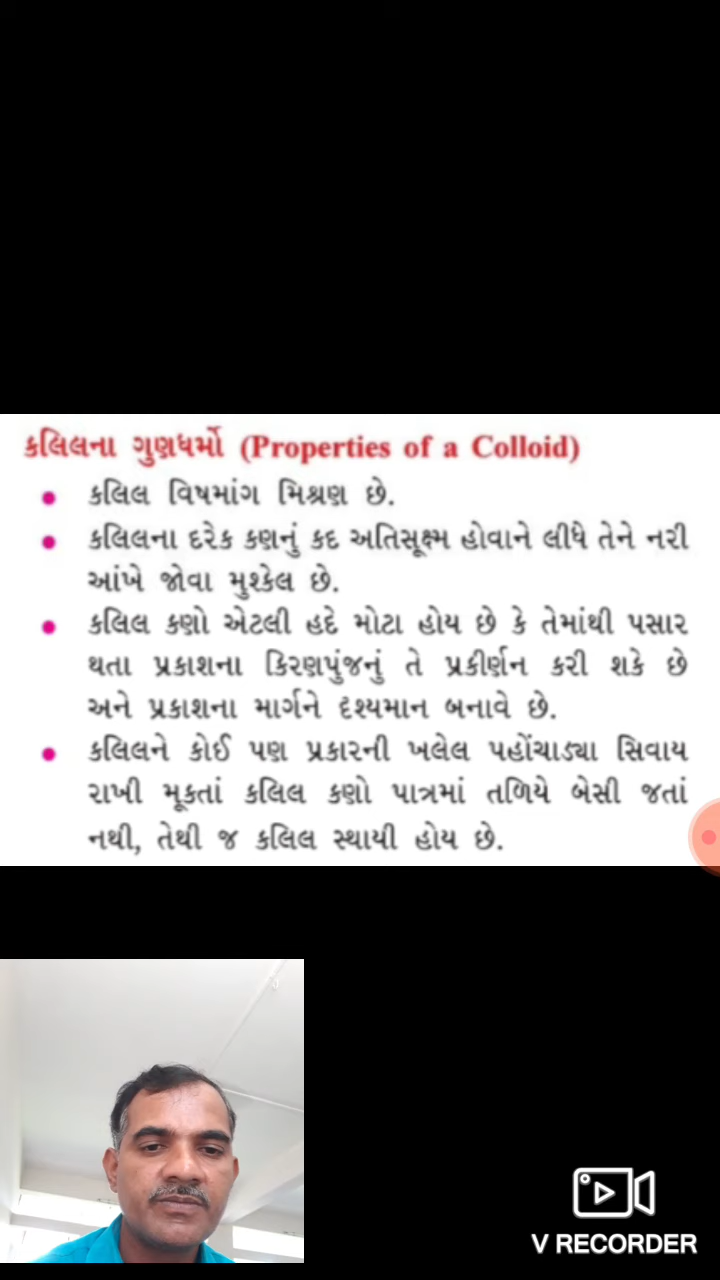 કલિલના ગુણધર્મો (Properties of a Colloid)
• કલિલ વિષમાંગ મિશ્રણ છે.
• કલિલના દરેક કણનું કદ અતિસૂક્ષ્મ હોવાને લીધે તેને નરી
આંખે જોવા મુશ્કેલ છે.
• કલિલ કણો એટલી હદે મોટા હોય છે કે તેમાંથી પસાર
થતા પ્રકાશના કિરણપુંજનું તે પ્રકીર્ણન કરી શકે છે
અને પ્રકાશના માર્ગને દૃશ્યમાન બનાવે છે.
• કલિલને કોઈ પણ પ્રકારની ખલેલ પહોંચાડ્યા સિવાય
રાખી મૂકતાં કલિલ કણો પાત્રમાં તળિયે બેસી જતાં
નથી, તેથી જ કલિલ સ્થાયી હોય છે.
V RECORDER